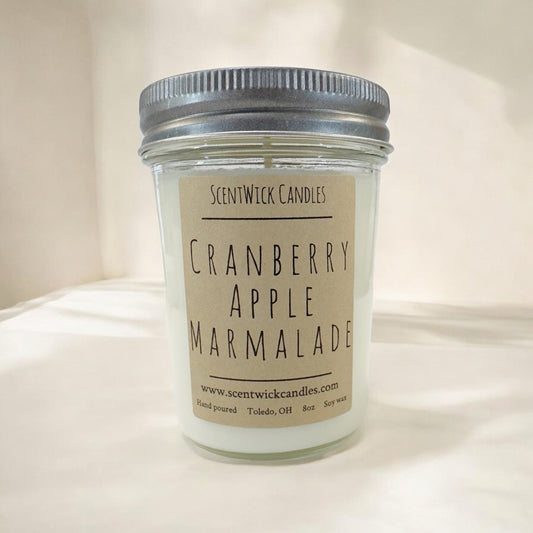 ScentWick Candles
Cranberry
Apple
Marmalade
www.scentwickcandles.com
Hand poured Toledo, OH 8oz Soy wax